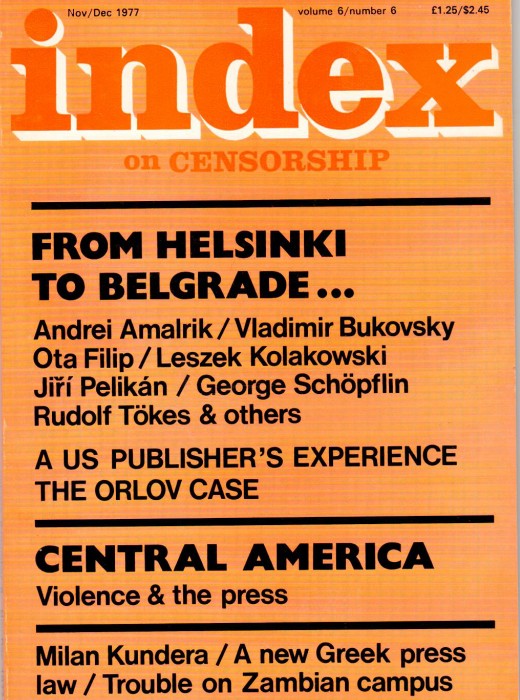 Nov/Dec 1977 volume 6/number 6 £1.25/$2.45
index
on CENSORSHIP
FROM HELSINKI
TO BELGRADE...
Andrei Amalrik / Vladimir Bukovsky
Ota Filip / Leszek Kolakowski
Jiří Pelikán / George Schöpflin
Rudolf Tökes & others
A US PUBLISHER'S EXPERIENCE
THE ORLOV CASE
CENTRAL AMERICA
Violence & the press
Milan Kundera / A new Greek press
law / Trouble on Zambian campus